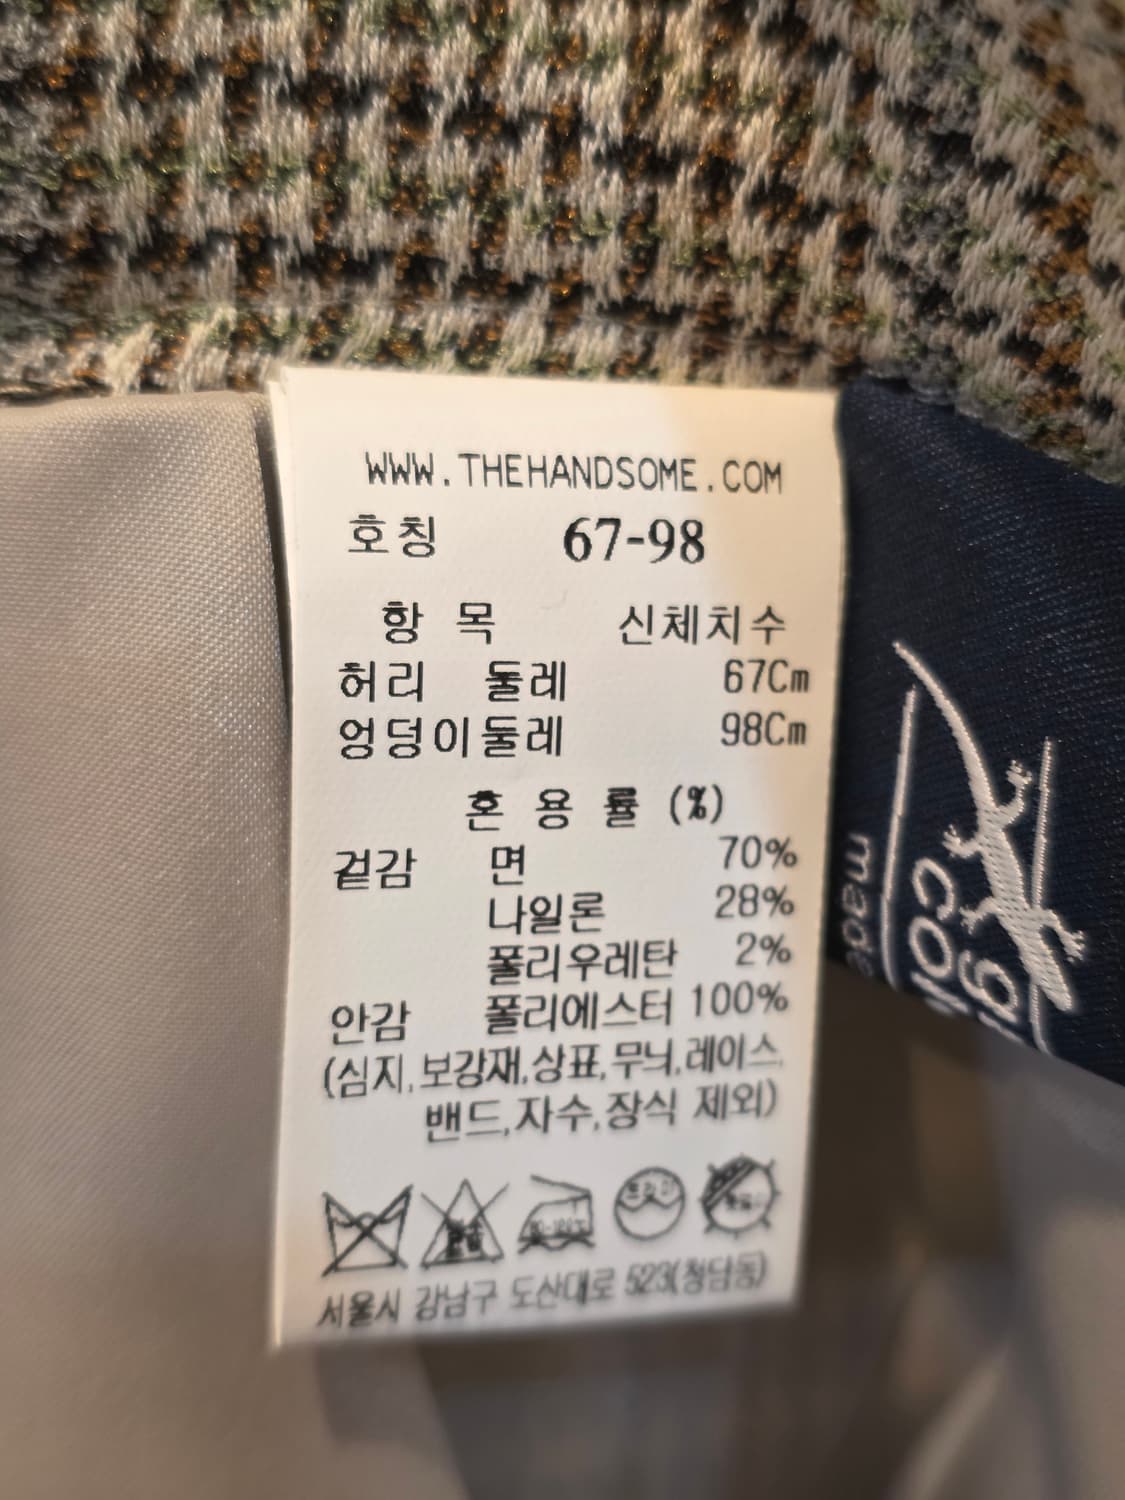 WWW.THEHANDSOME.COM
호칭 67-98
항 목 신체치수
허리 둘레 67Cm
엉덩이둘레 98Cm
혼 용 률 (%)
겉감 면 70%
나일론 28%
폴리우레탄 2%
안감 폴리에스터 100%
(심지,보강재,상표,무늬,레이스,
밴드,자수,장식 제외)
드라이
서울시 강남구 도산대로 523(청담동)
made